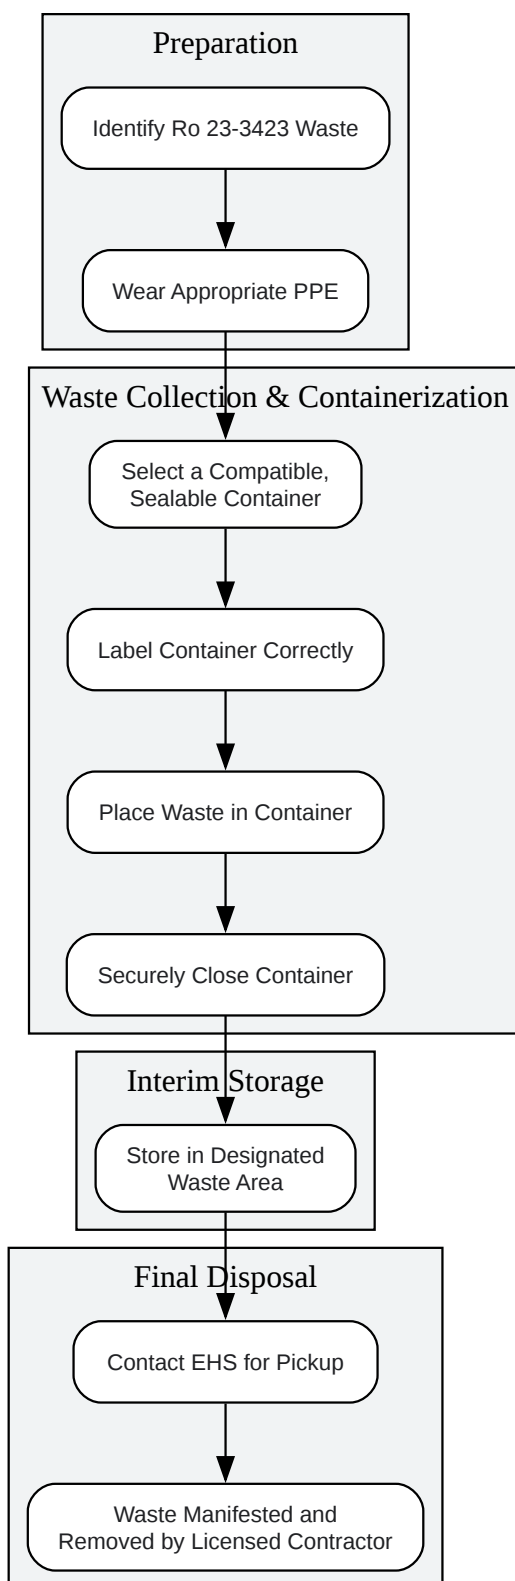 Preparation
Identify Ro 23-3423 Waste
Wear Appropriate PPE
Waste Collection & Containerization
Select a Compatible,
Sealable Container
Label Container Correctly
Place Waste in Container
Securely Close Container
Interim Storage
Store in Designated
Waste Area
Final Disposal
Contact EHS for Pickup
Waste Manifested and
Removed by Licensed Contractor